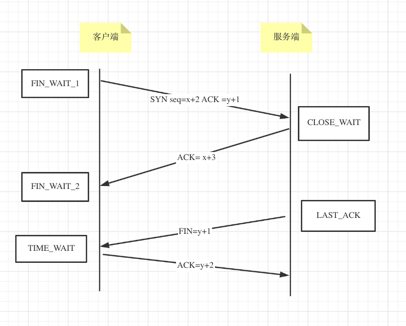 客户端
服务端
FIN_WAIT_1
SYN seq=x+2 ACK =y+1
CLOSE_WAIT
ACK= x+3
FIN_WAIT_2
LAST_ACK
FIN=y+1
TIME_WAIT
ACK=y+2